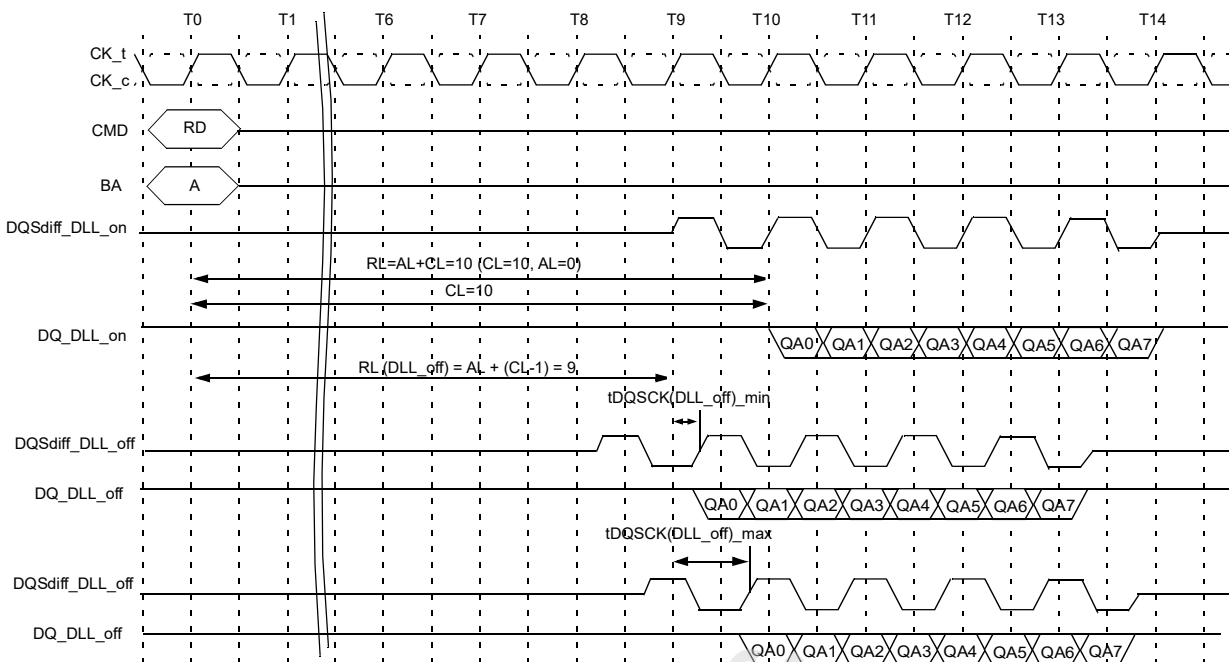 T0 T1 T6 T7 T8 T9 T10 T11 T12 T13 T14
CK_t
CK_c
CMD RD
BA A
DQSdiff_DLL_on
RL=AL+CL=10 (CL=10, AL=0)
CL=10
DQ_DLL_on QA0 QA1 QA2 QA3 QA4 QA5 QA6 QA7
RL (DLL_off) = AL + (CL-1) = 9
tDQSCK(DLL_off)_min
DQSdiff_DLL_off
DQ_DLL_off QA0 QA1 QA2 QA3 QA4 QA5 QA6 QA7
tDQSCK(DLL_off)_max
DQSdiff_DLL_off
DQ_DLL_off QA0 QA1 QA2 QA3 QA4 QA5 QA6 QA7